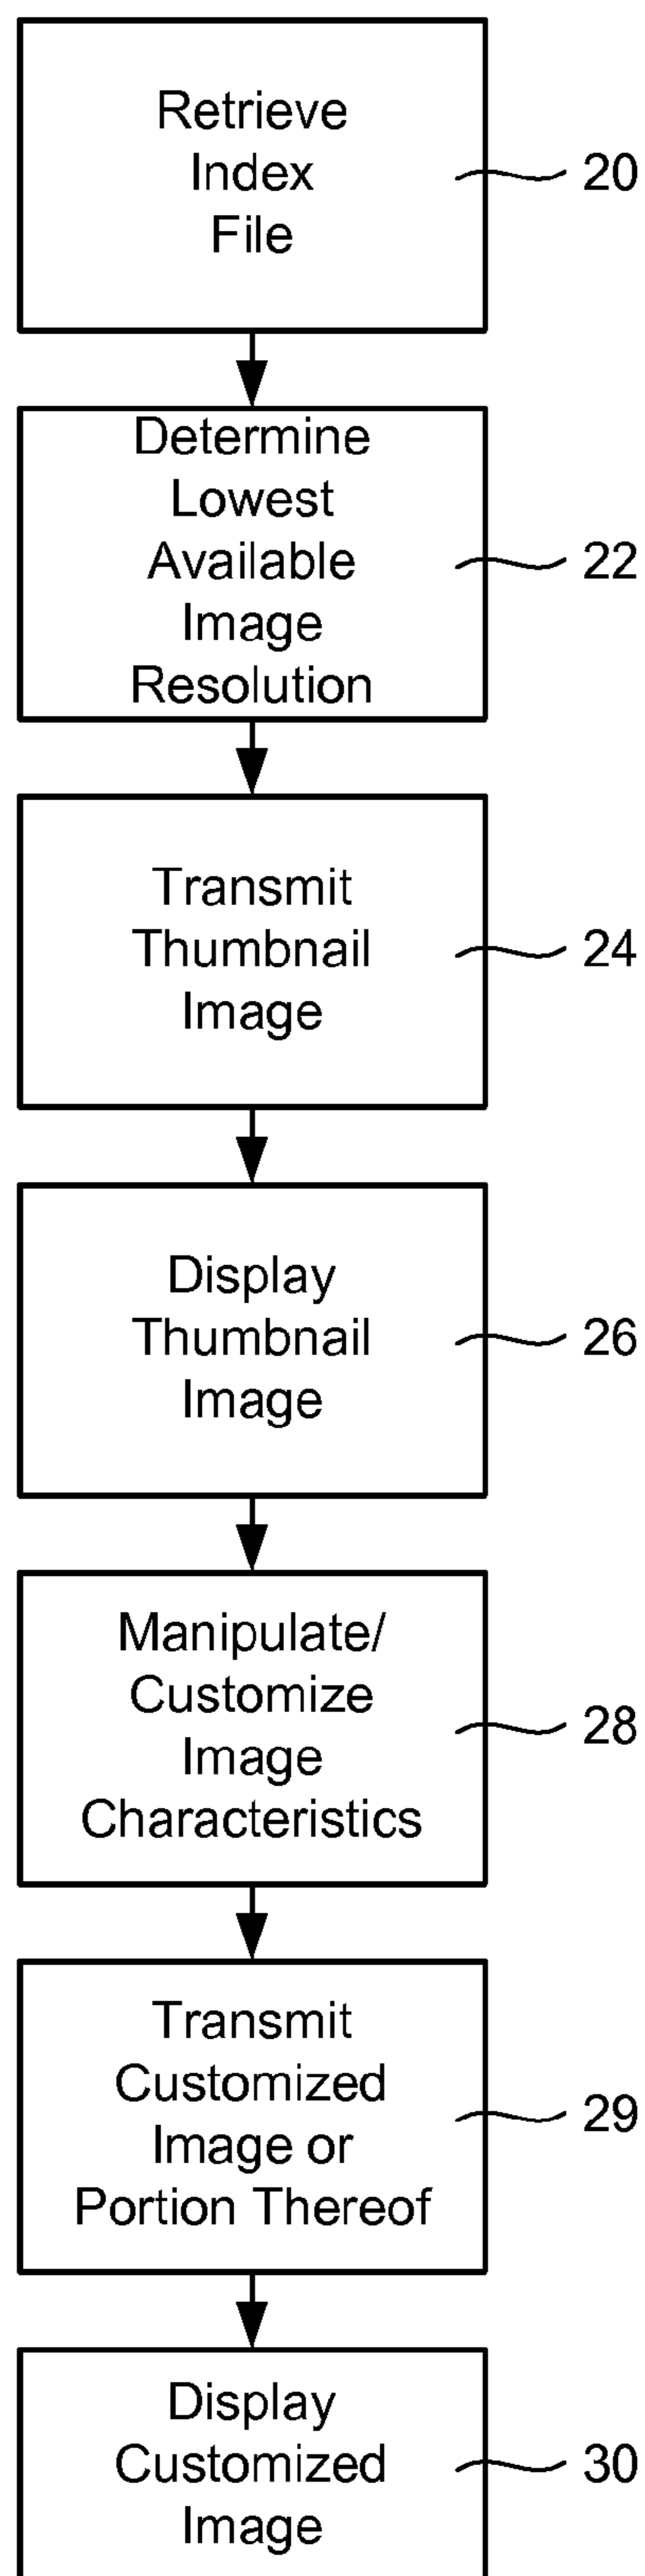 Retrieve
Index
File
20
Determine
Lowest
Available
Image
Resolution
22
Transmit
Thumbnail
Image
24
Display
Thumbnail
Image
26
Manipulate/
Customize
Image
Characteristics
28
Transmit
Customized
Image or
Portion Thereof
29
Display
Customized
Image
30